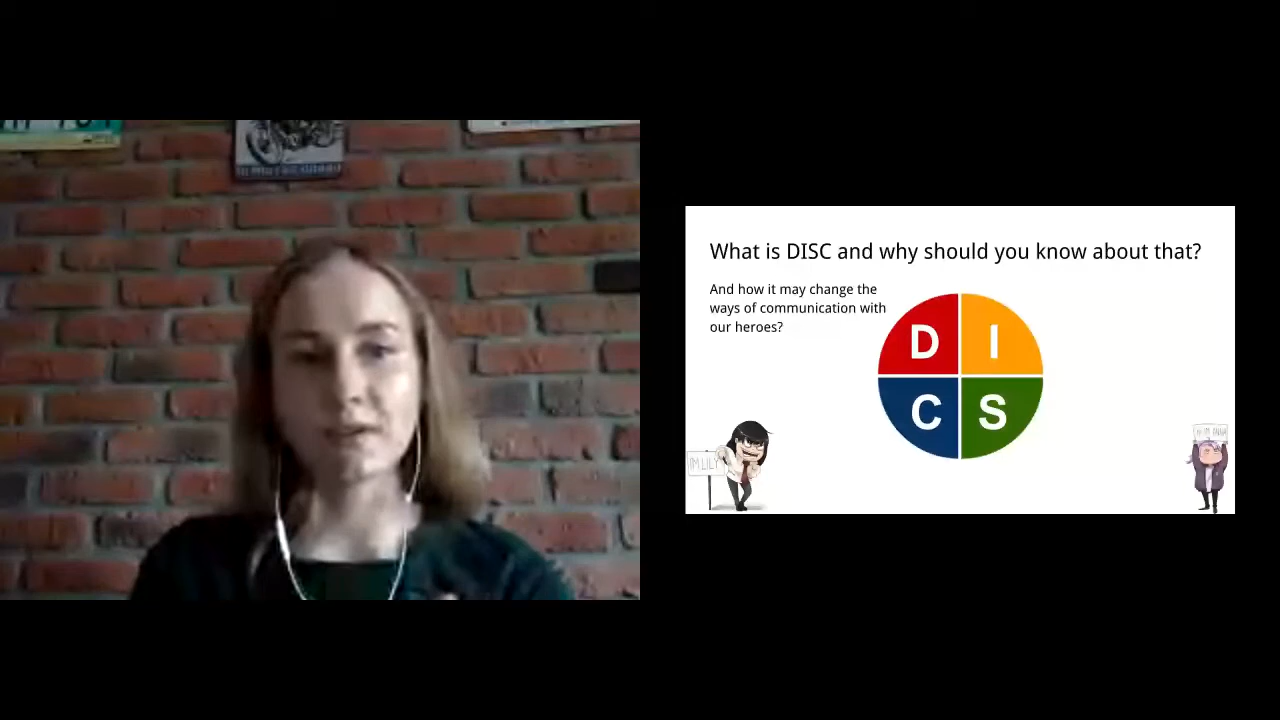 What is DISC and why should you know about that?
And how it may change the
ways of communication with
our heroes?
D I
C S
I'M LILY